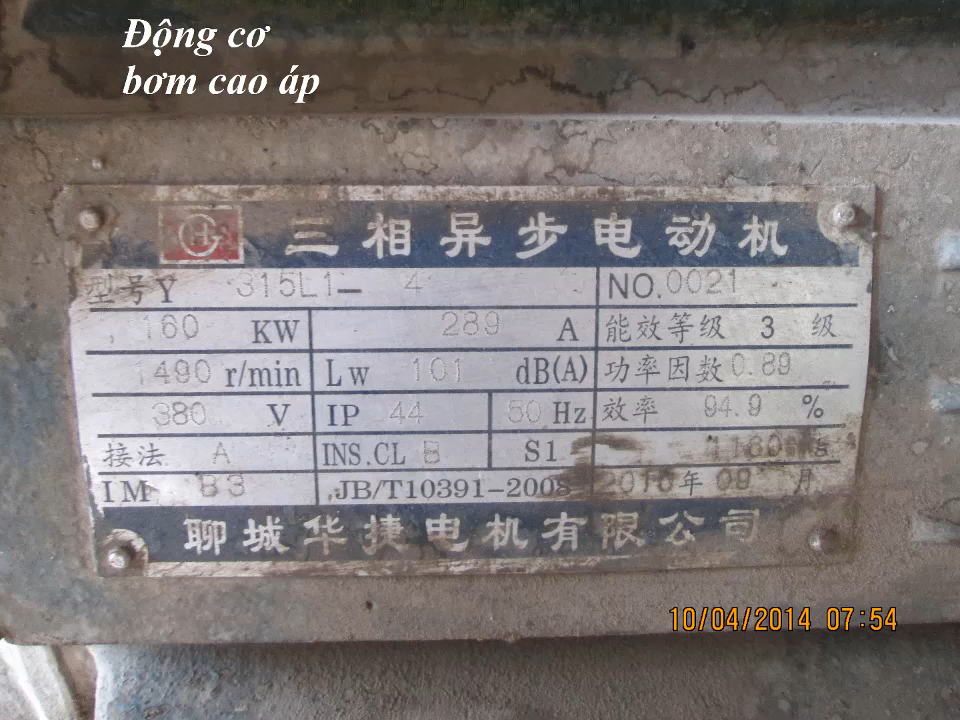 Động cơ
bơm cao áp
三相异步电动机
型号 Y 315L1-4 NO.0021
160 KW 289 A 能效等级 3 级
1490 r/min Lw 101 dB(A) 功率因数 0.89
380 V IP 44 50 Hz 效率 94.9 %
接法 A INS.CL B S1 1160
IM B3 JB/T10391-2008 2010年09月
聊城华捷电机有限公司
10/04/2014 07:54